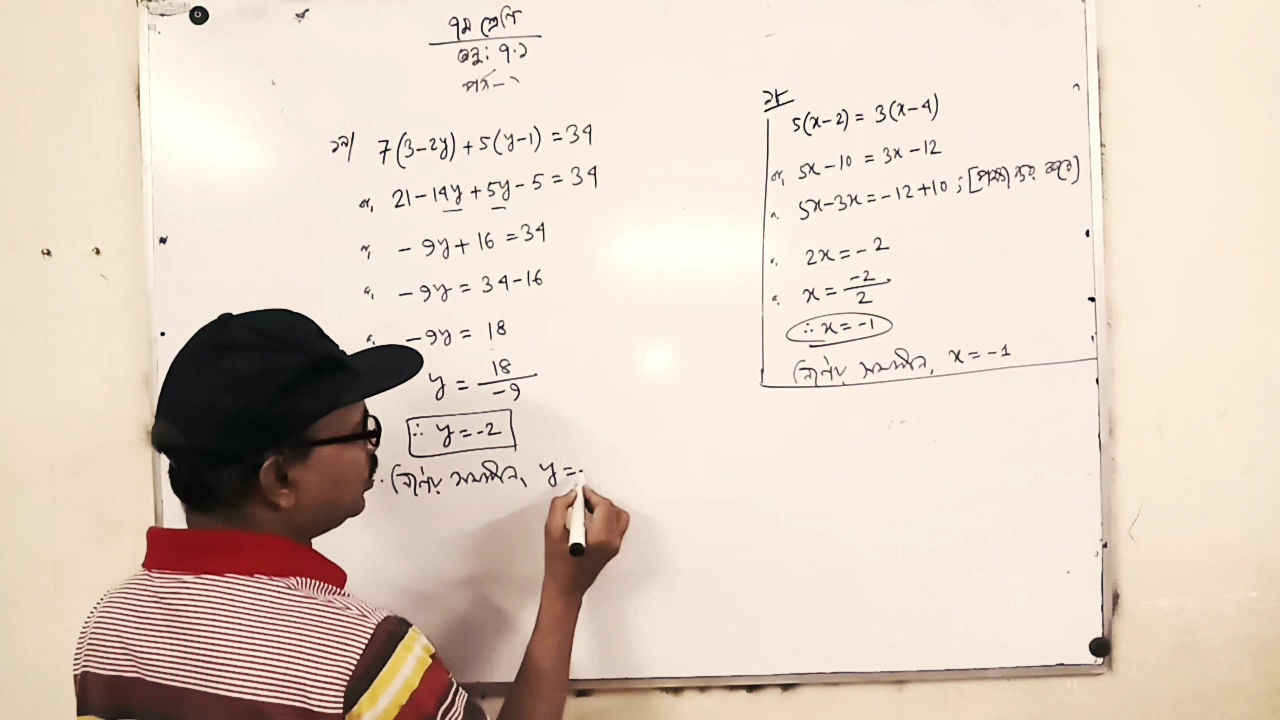 ৭ম শ্রেণি
অনু: ৭.১
পর্ব-২
১৯/ 7(3-2y)+5(y-1)=34
বা, 21-14y+5y-5=34
বা, -9y+16=34
বা, -9y=34-16
বা, -9y=18
y=18/-9
∴ y=-2
নির্ণেয় সমাধান, y=
১৮
5(x-2)=3(x-4)
বা, 5x-10=3x-12
বা, 5x-3x=-12+10; [পক্ষান্তর করে]
বা, 2x=-2
বা, x=-2/2
∴ x=-1
নির্ণেয় সমাধান, x=-1